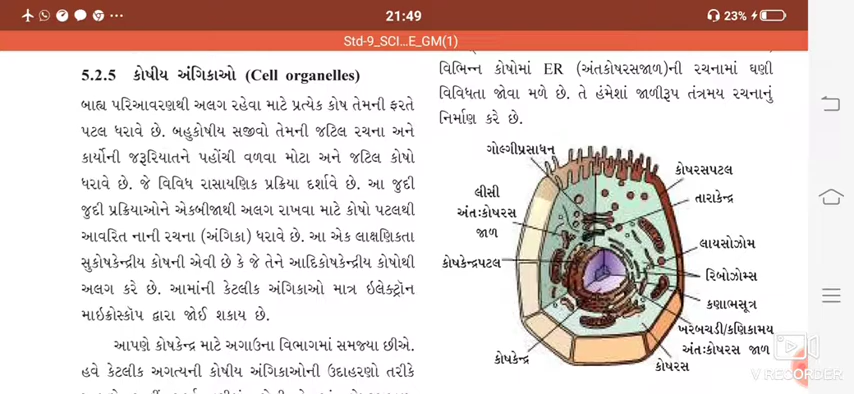 21:49
23%
Std-9_SCI...E_GM(1)
5.2.5 કોષીય અંગિકાઓ (Cell organelles)
બાહ્ય પરિઆવરણથી અલગ રહેવા માટે પ્રત્યેક કોષ તેમની ફરતે
પટલ ધરાવે છે. બહુકોષીય સજીવો તેમની જટિલ રચના અને
કાર્યોની જરૂરિયાતને પહોંચી વળવા મોટા અને જટિલ કોષો
ધરાવે છે. જે વિવિધ રાસાયણિક પ્રક્રિયા દર્શાવે છે. આ જુદી
જુદી પ્રક્રિયાઓને એકબીજાથી અલગ રાખવા માટે કોષો પટલથી
આવરિત નાની રચના (અંગિકા) ધરાવે છે. આ એક લાક્ષણિકતા
સુકોષકેન્દ્રીય કોષની એવી છે કે જે તેને આદિકોષકેન્દ્રીય કોષોથી
અલગ કરે છે. આમાંની કેટલીક અંગિકાઓ માત્ર ઇલેક્ટ્રૉન
માઇક્રોસ્કોપ દ્વારા જોઈ શકાય છે.
આપણે કોષકેન્દ્ર માટે અગાઉના વિભાગમાં સમજ્યા છીએ.
હવે કેટલીક અગત્યની કોષીય અંગિકાઓની ઉદાહરણો તરીકે
વિભિન્ન કોષોમાં ER (અંતઃકોષરસજાળ)ની રચનામાં ઘણી
વિવિધતા જોવા મળે છે. તે હંમેશાં જાળીરૂપ તંત્રમય રચનાનું
નિર્માણ કરે છે.
ગોલ્ગીપ્રસાધન
કોષરસપટલ
લીસી
અંતઃકોષરસ
જાળ
તારાકેન્દ્ર
લાયસોઝોમ
કોષકેન્દ્રપટલ
રિબોઝોમ્સ
કણાભસૂત્ર
ખરબચડી/કણિકામય
અંતઃકોષરસ જાળ
કોષકેન્દ્ર
કોષરસ
V RECORDER